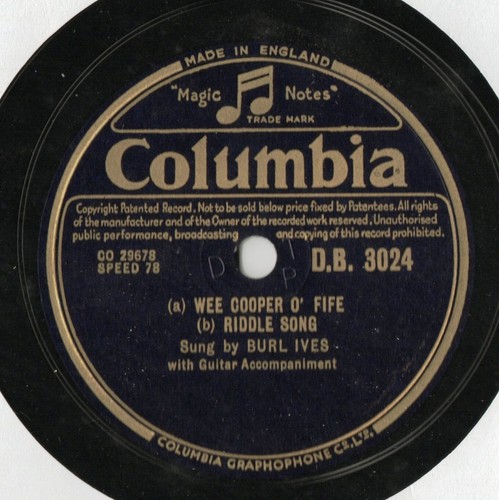 MADE IN ENGLAND
"Magic Notes"
TRADE MARK
Columbia
Copyright Patented Record. Not to be sold below price fixed by Patentees. All rights
of the manufacturer and of the Owner of the recorded work reserved. Unauthorised
public performance, broadcasting and copying of this record prohibited.
CO 29678
SPEED 78
D.B. 3024
(a) WEE COOPER O' FIFE
(b) RIDDLE SONG
Sung by BURL IVES
with Guitar Accompaniment
COLUMBIA GRAPHOPHONE Co. LTD.